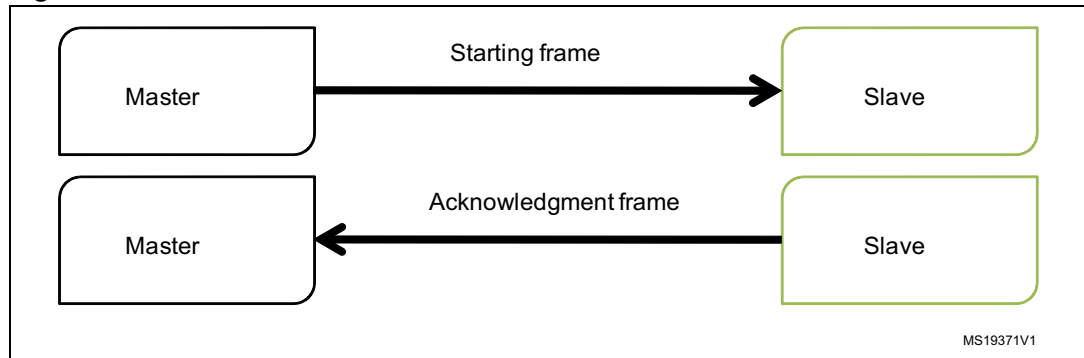 Starting frame
Master
Slave
Acknowledgment frame
Master
Slave
MS19371V1